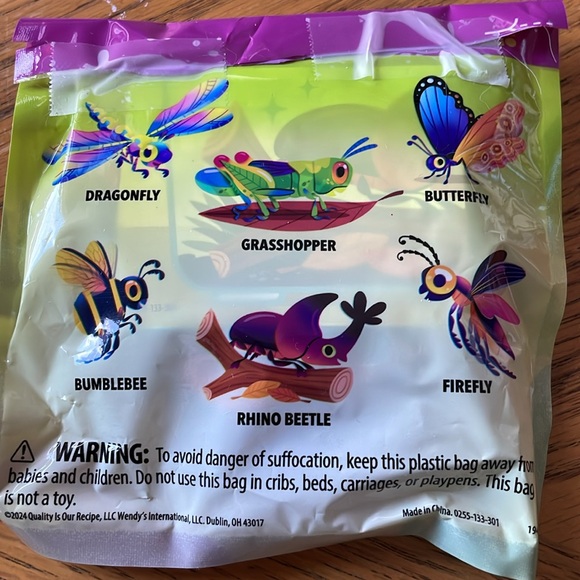 DRAGONFLY
GRASSHOPPER
BUTTERFLY
BUMBLEBEE
RHINO BEETLE
FIREFLY
WARNING: To avoid danger of suffocation, keep this plastic bag away from
babies and children. Do not use this bag in cribs, beds, carriages, or playpens. This bag
is not a toy.
©2024 Quality Is Our Recipe, LLC Wendy's International, LLC. Dublin, OH 43017
Made in China. 0255-133-301